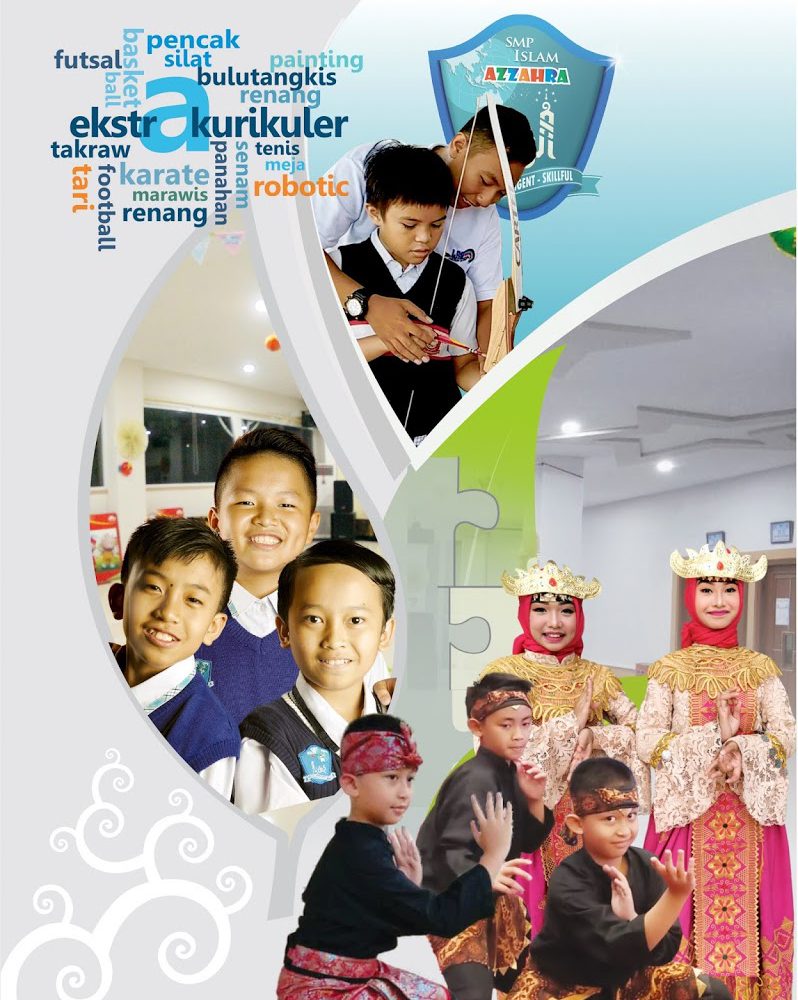 pencak
silat
futsal
basket
ball
painting
bulutangkis
renang
ekstrakurikuler
takraw
tari
football
karate
marawis
renang
panahan
senam
tenis
meja
robotic
SMP
ISLAM
AZZAHRA
GENT - SKILLFUL